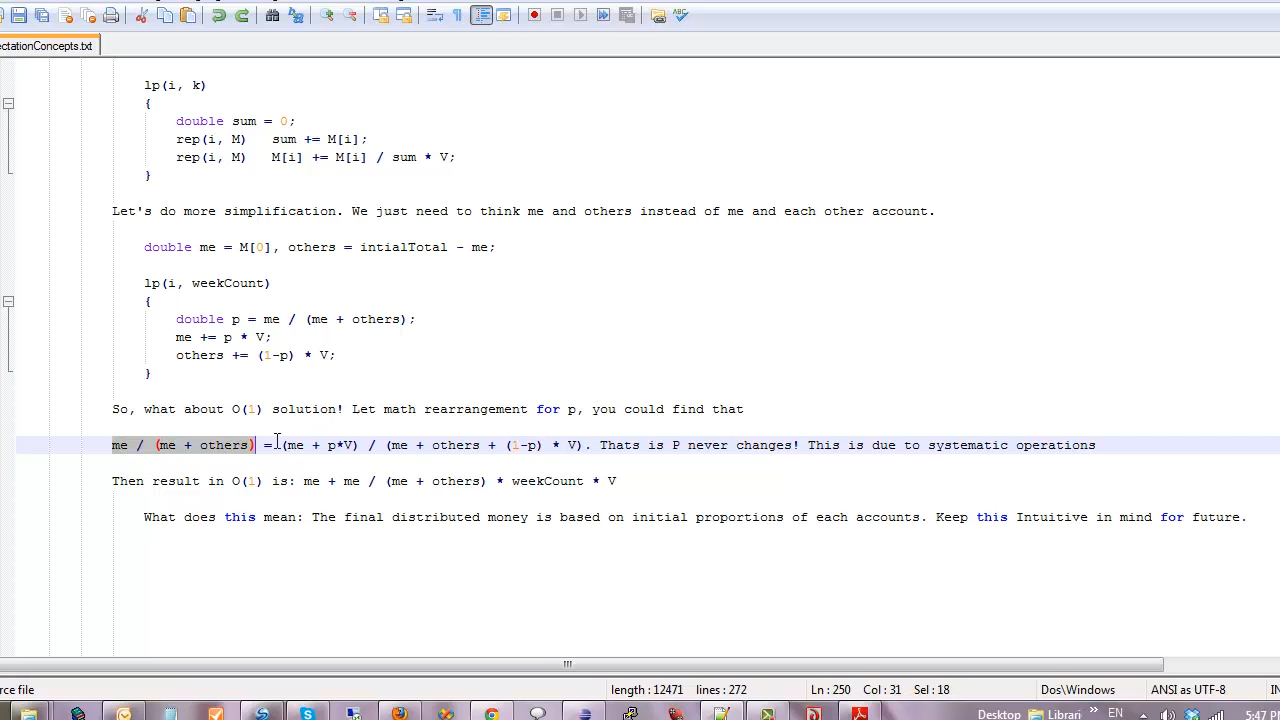 ectationConcepts.txt
lp(i, k)
{
double sum = 0;
rep(i, M)   sum += M[i];
rep(i, M)   M[i] += M[i] / sum * V;
}
Let's do more simplification. We just need to think me and others instead of me and each other account.
double me = M[0], others = intialTotal - me;
lp(i, weekCount)
{
double p = me / (me + others);
me += p * V;
others += (1-p) * V;
}
So, what about O(1) solution! Let math rearrangement for p, you could find that
me / (me + others) = (me + p*V) / (me + others + (1-p) * V). Thats is P never changes! This is due to systematic operations
Then result in O(1) is: me + me / (me + others) * weekCount * V
What does this mean: The final distributed money is based on initial proportions of each accounts. Keep this Intuitive in mind for future.
rce file length : 12471 lines : 272 Ln : 250 Col : 31 Sel : 18 Dos\Windows ANSI as UTF-8 IN
Desktop Librari » EN 5:47